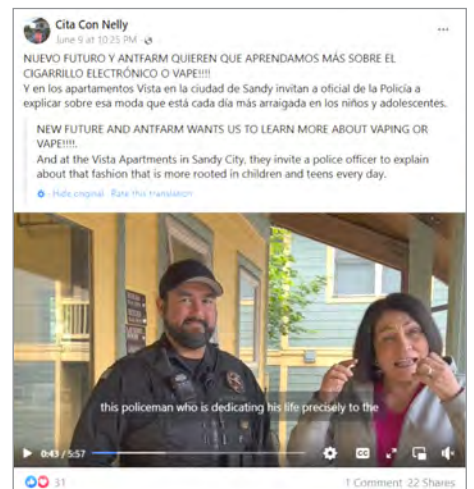 Cita Con Nelly
June 9 at 10:25 PM ·
NUEVO FUTURO Y ANTFARM QUIEREN QUE APRENDAMOS MÁS SOBRE EL
CIGARRILLO ELECTRÓNICO O VAPE!!!!
Y en los apartamentos Vista en la ciudad de Sandy invitan a oficial de la Policía a
explicar sobre esa moda que está cada día más arraigada en los niños y adolescentes.
NEW FUTURE AND ANTFARM WANTS US TO LEARN MORE ABOUT VAPING OR
VAPE!!!!.
And at the Vista Apartments in Sandy City, they invite a police officer to explain
about that fashion that is more rooted in children and teens every day.
· Hide original · Rate this translation
this policeman who is dedicating his life precisely to the
0:43 / 5:57
CC
31
1 Comment 22 Shares